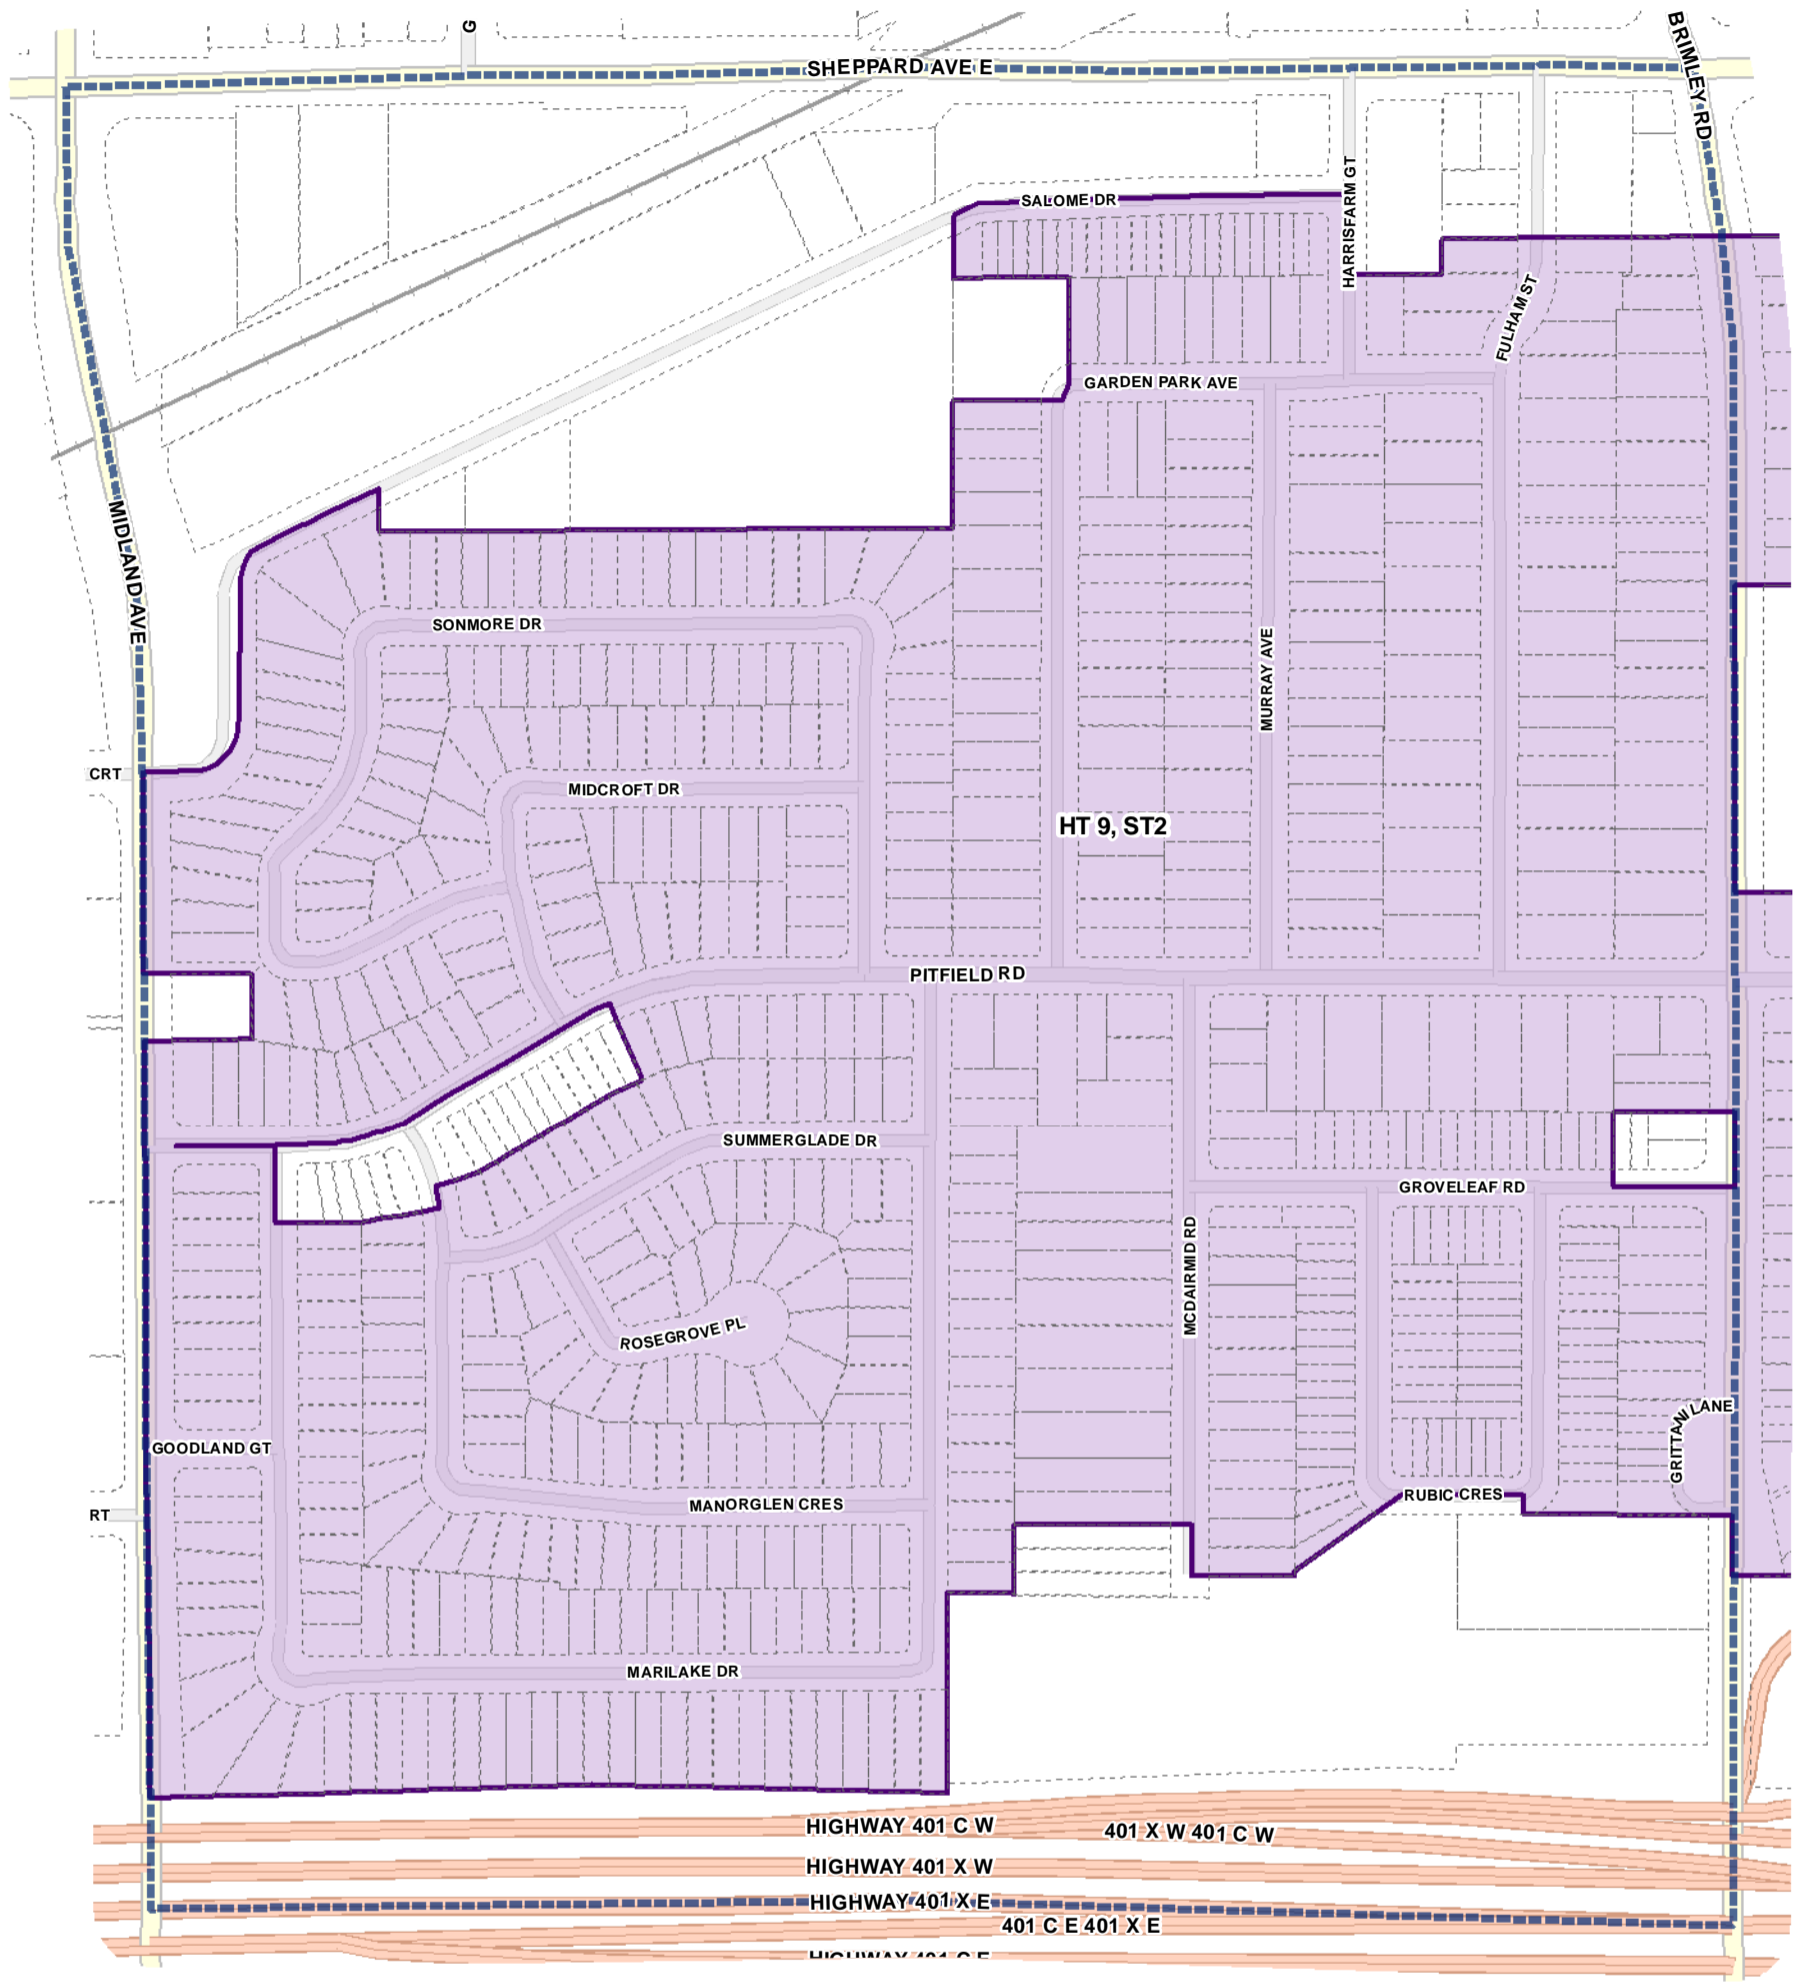 G
SHEPPARD AVE E
BRIMLEY RD
SALOME DR
HARRISFARM GT
FULHAM ST
GARDEN PARK AVE
MIDLAND AVE
SONMORE DR
MURRAY AVE
CRT
MIDCROFT DR
HT 9, ST2
PITFIELD RD
SUMMERGLADE DR
GROVELEAF RD
MCDAIRMID RD
ROSEGROVE PL
GRITTANI LANE
GOODLAND GT
RUBIC CRES
MANORGLEN CRES
RT
MARILAKE DR
HIGHWAY 401 C W
401 X W 401 C W
HIGHWAY 401 X W
HIGHWAY 401 X E
401 C E 401 X E
HIGHWAY 401 C E